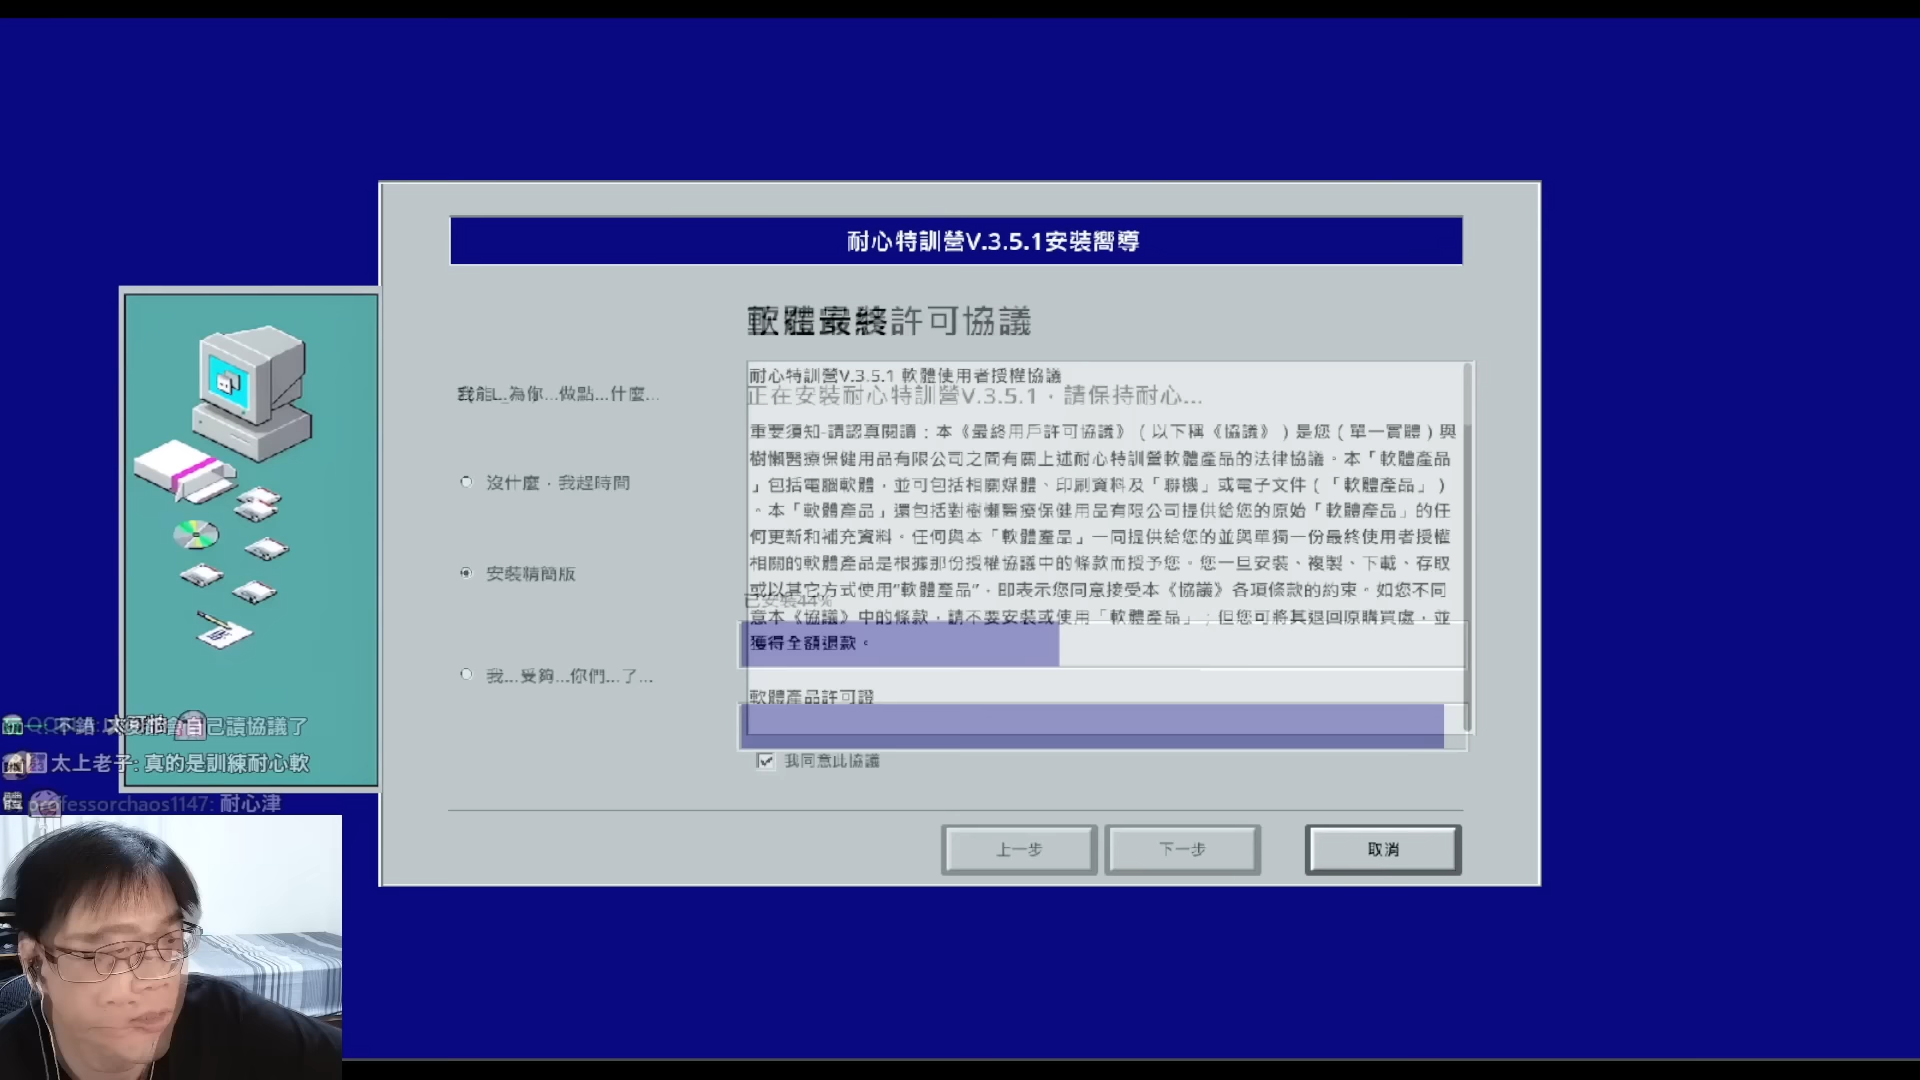 耐心特訓營V.3.5.1安裝嚮導
軟體最終許可協議
我能...為你...做點...什麼...
沒什麼，我趕時間
安裝精簡版
我...受夠...你們...了...
耐心特訓營V.3.5.1 軟體使用者授權協議
正在安裝耐心特訓營V.3.5.1，請保持耐心...
重要須知-請認真閱讀：本《最終用戶許可協議》（以下稱《協議》）是您（單一實體）與
樹懶醫療保健用品有限公司之間有關上述耐心特訓營軟體產品的法律協議。本「軟體產品
」包括電腦軟體，並可包括相關媒體、印刷資料及「聯機」或電子文件（「軟體產品」）
。本「軟體產品」還包括對樹懶醫療保健用品有限公司提供給您的原始「軟體產品」的任
何更新和補充資料。任何與本「軟體產品」一同提供給您的並與單獨一份最終使用者授權
相關的軟體產品是根據那份授權協議中的條款而授予您。您一旦安裝、複製、下載、存取
或以其它方式使用"軟體產品"，即表示您同意接受本《協議》各項條款的約束。如您不同
已安裝44%
意本《協議》中的條款，請不要安裝或使用「軟體產品」；但您可將其退回原購買處，並
獲得全額退款。
軟體產品許可證
我同意此協議
上一步
下一步
取消
會自己讀協議了
太上老子: 真的是訓練耐心軟
體
professorchaos1147: 耐心津